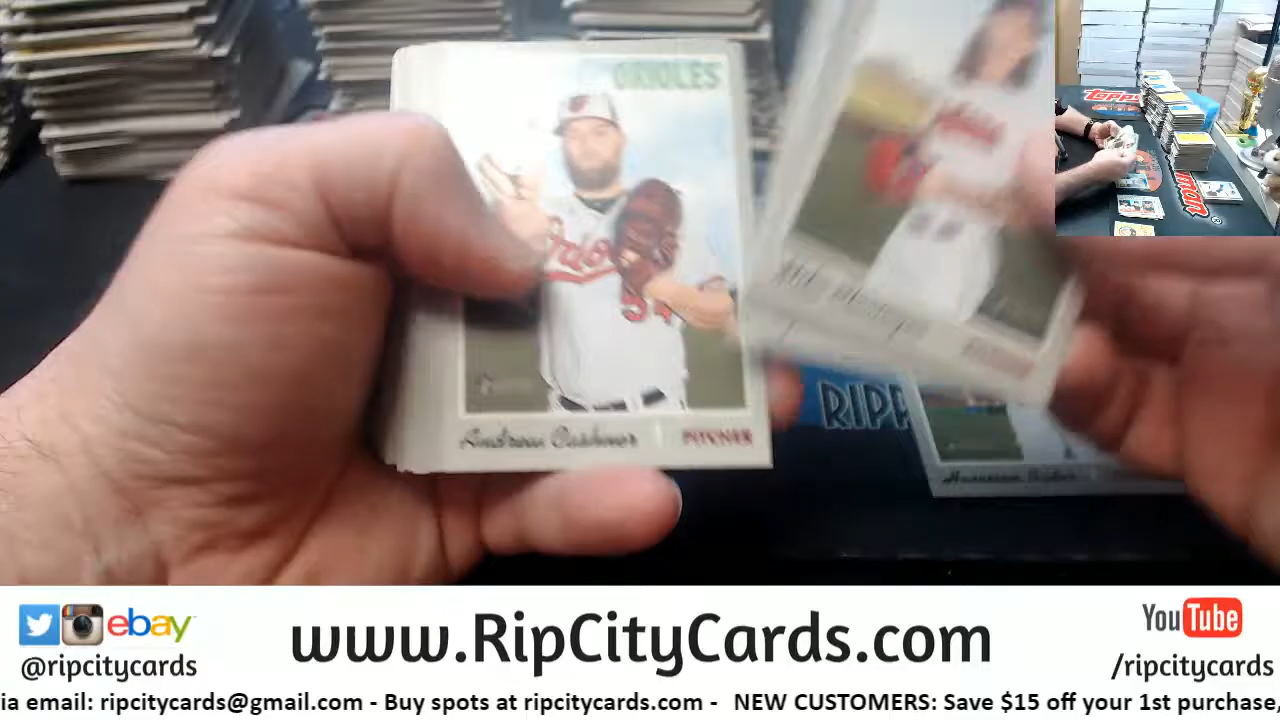 ORIOLES
Andrew Cashner PITCHER
RIPP
TOPPS
ebay
@ripcitycards
www.RipCityCards.com
YouTube
/ripcitycards
ia email: ripcitycards@gmail.com - Buy spots at ripcitycards.com - NEW CUSTOMERS: Save $15 off your 1st purchase,